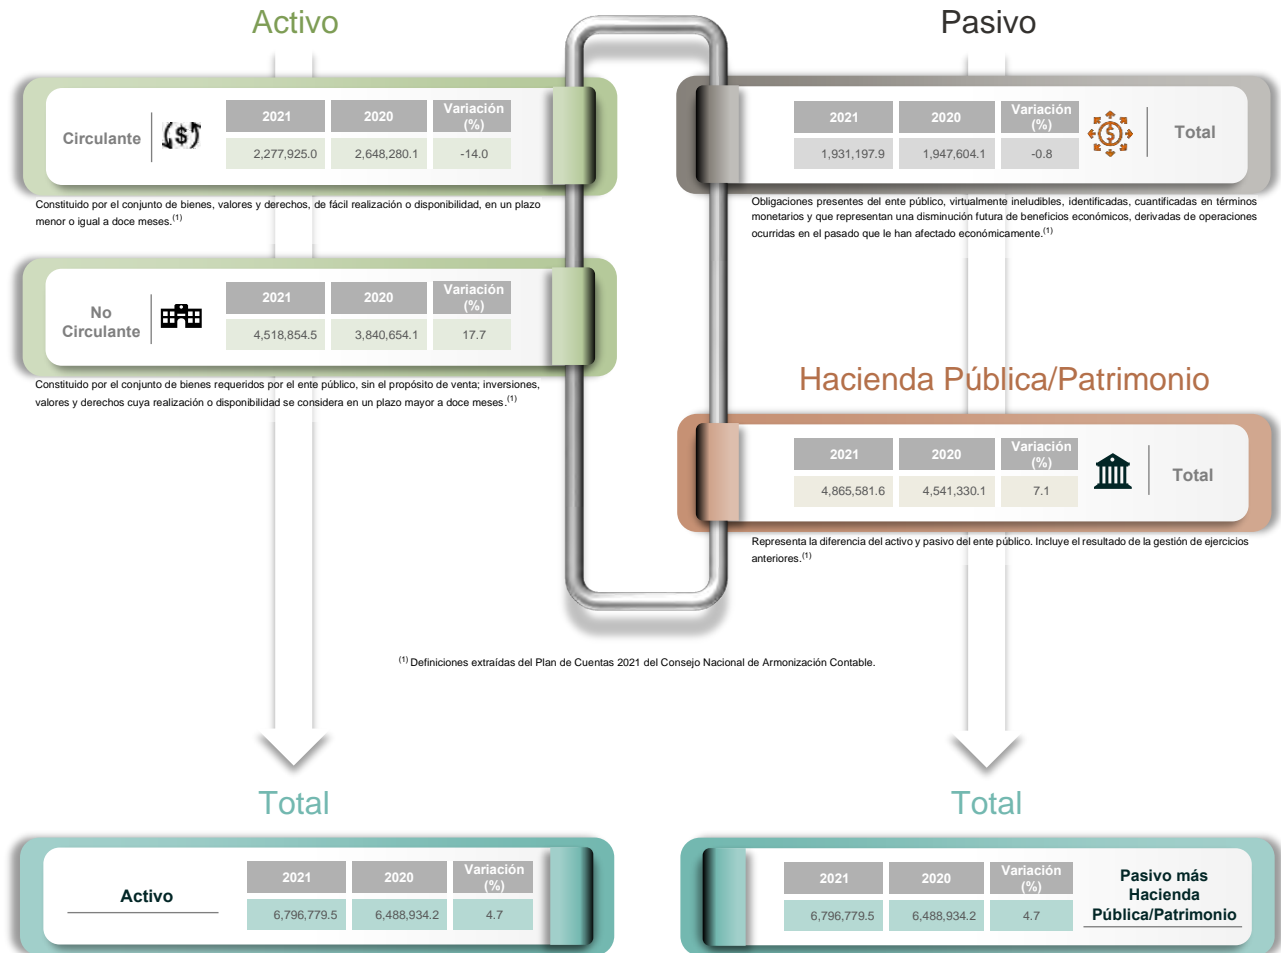 Activo
Circulante
2021 2020 Variación
(%)
2,277,925.0 2,648,280.1 -14.0
Constituido por el conjunto de bienes, valores y derechos, de fácil realización o disponibilidad, en un plazo
menor o igual a doce meses.(1)
No
Circulante
2021 2020 Variación
(%)
4,518,854.5 3,840,654.1 17.7
Constituido por el conjunto de bienes requeridos por el ente público, sin el propósito de venta; inversiones,
valores y derechos cuya realización o disponibilidad se considera en un plazo mayor a doce meses.(1)
Pasivo
2021 2020 Variación
(%)
1,931,197.9 1,947,604.1 -0.8
Total
Obligaciones presentes del ente público, virtualmente ineludibles, identificadas, cuantificadas en términos
monetarios y que representan una disminución futura de beneficios económicos, derivadas de operaciones
ocurridas en el pasado que le han afectado económicamente.(1)
Hacienda Pública/Patrimonio
2021 2020 Variación
(%)
4,865,581.6 4,541,330.1 7.1
Total
Representa la diferencia del activo y pasivo del ente público. Incluye el resultado de la gestión de ejercicios
anteriores.(1)
(1) Definiciones extraídas del Plan de Cuentas 2021 del Consejo Nacional de Armonización Contable.
Total
Activo
2021 2020 Variación
(%)
6,796,779.5 6,488,934.2 4.7
Total
2021 2020 Variación
(%)
6,796,779.5 6,488,934.2 4.7
Pasivo más
Hacienda
Pública/Patrimonio